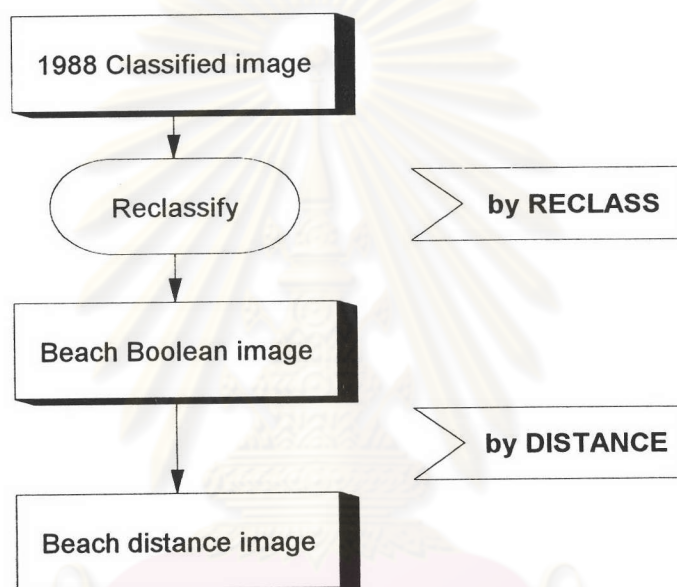 1988 Classified image
Reclassify
by RECLASS
Beach Boolean image
by DISTANCE
Beach distance image